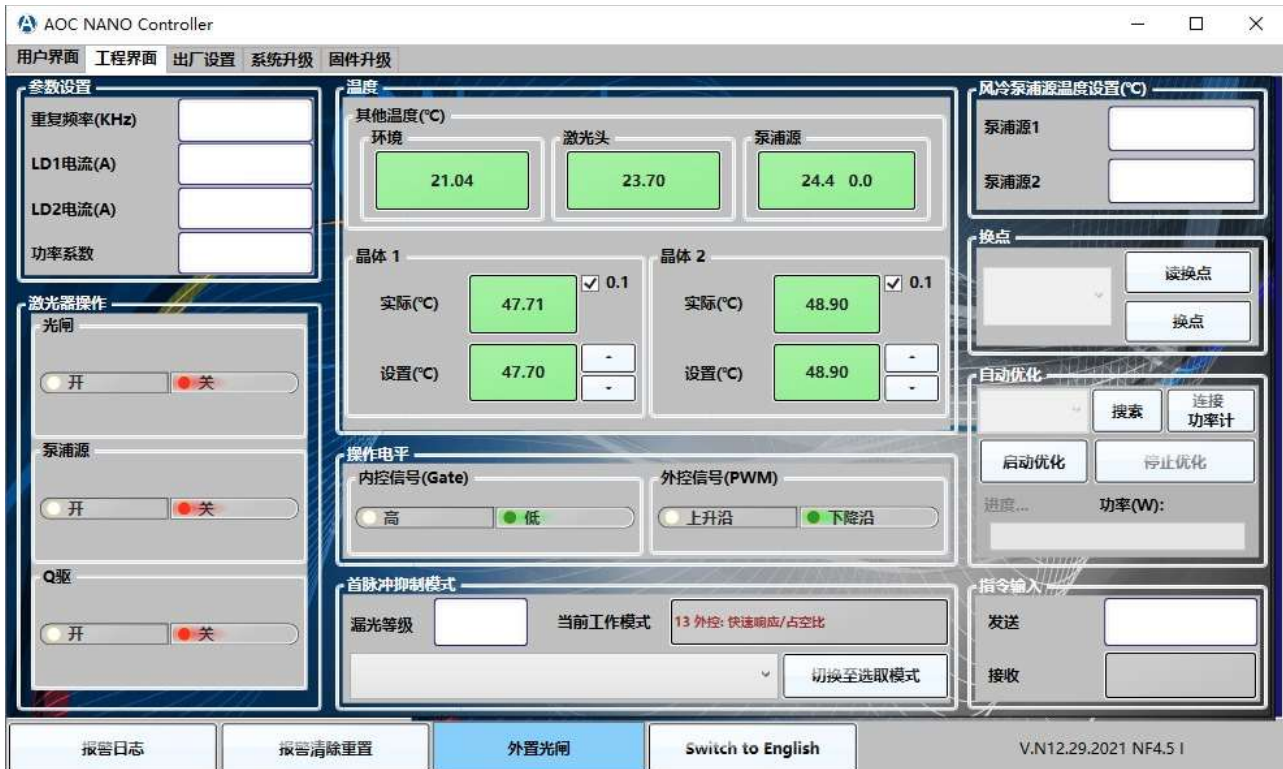 AOC NANO Controller
用户界面 工程界面 出厂设置 系统升级 固件升级
参数设置
重复频率(KHz)
LD1电流(A)
LD2电流(A)
功率系数
激光器操作
光闸
开 关
泵浦源
开 关
Q驱
开 关
温度
其他温度(℃)
环境 激光头 泵浦源
21.04 23.70 24.4 0.0
晶体 1
实际(℃) 47.71 0.1
设置(℃) 47.70
晶体 2
实际(℃) 48.90 0.1
设置(℃) 48.90
操作电平
内控信号(Gate)
高 低
外控信号(PWM)
上升沿 下降沿
首脉冲抑制模式
漏光等级 当前工作模式 13 外控: 快速响应/占空比
切换至选取模式
风冷泵浦源温度设置(℃)
泵浦源1
泵浦源2
换点
读换点
换点
自动优化
搜索 连接
功率计
启动优化 停止优化
进度... 功率(W):
指令输入
发送
接收
报警日志 报警清除重置 外置光闸 Switch to English V.N12.29.2021 NF4.5 I